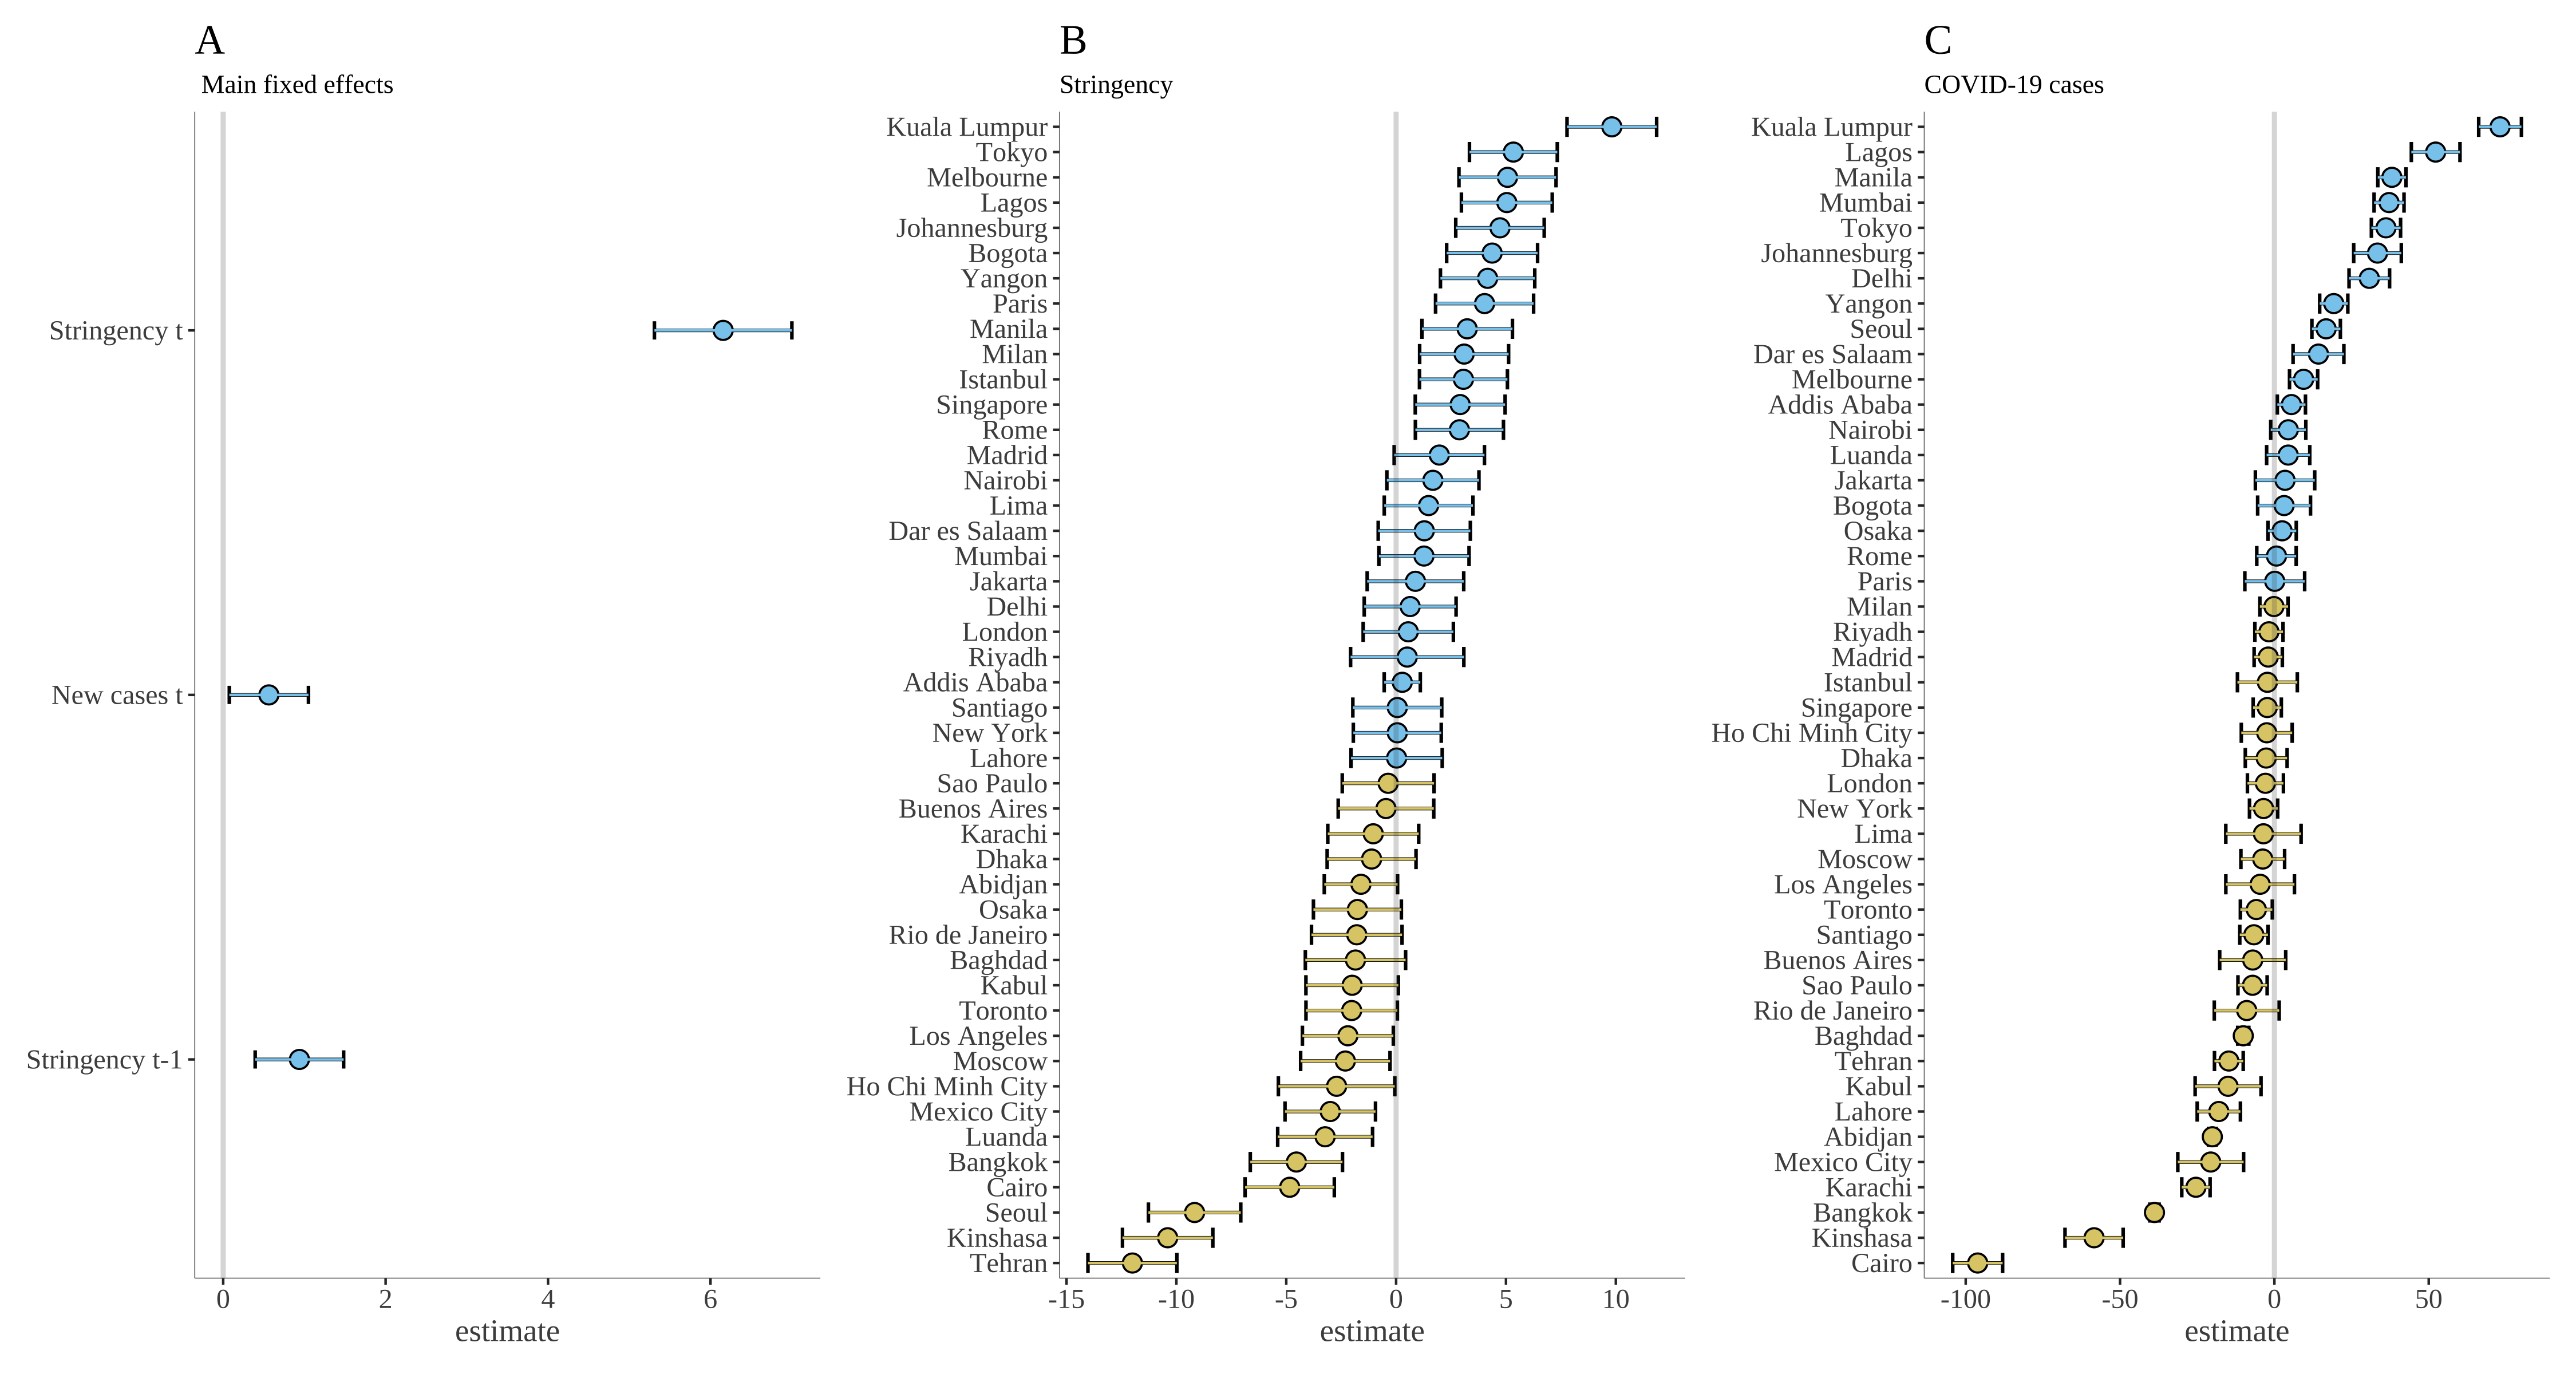 A
Main fixed effects
Stringency t
New cases t
Stringency t-1
0 2 4 6
estimate
B
Stringency
Kuala Lumpur
Tokyo
Melbourne
Lagos
Johannesburg
Bogota
Yangon
Paris
Manila
Milan
Istanbul
Singapore
Rome
Madrid
Nairobi
Lima
Dar es Salaam
Mumbai
Jakarta
Delhi
London
Riyadh
Addis Ababa
Santiago
New York
Lahore
Sao Paulo
Buenos Aires
Karachi
Dhaka
Abidjan
Osaka
Rio de Janeiro
Baghdad
Kabul
Toronto
Los Angeles
Moscow
Ho Chi Minh City
Mexico City
Luanda
Bangkok
Cairo
Seoul
Kinshasa
Tehran
-15 -10 -5 0 5 10
estimate
C
COVID-19 cases
Kuala Lumpur
Lagos
Manila
Mumbai
Tokyo
Johannesburg
Delhi
Yangon
Seoul
Dar es Salaam
Melbourne
Addis Ababa
Nairobi
Luanda
Jakarta
Bogota
Osaka
Rome
Paris
Milan
Riyadh
Madrid
Istanbul
Singapore
Ho Chi Minh City
Dhaka
London
New York
Lima
Moscow
Los Angeles
Toronto
Santiago
Buenos Aires
Sao Paulo
Rio de Janeiro
Baghdad
Tehran
Kabul
Lahore
Abidjan
Mexico City
Karachi
Bangkok
Kinshasa
Cairo
-100 -50 0 50
estimate